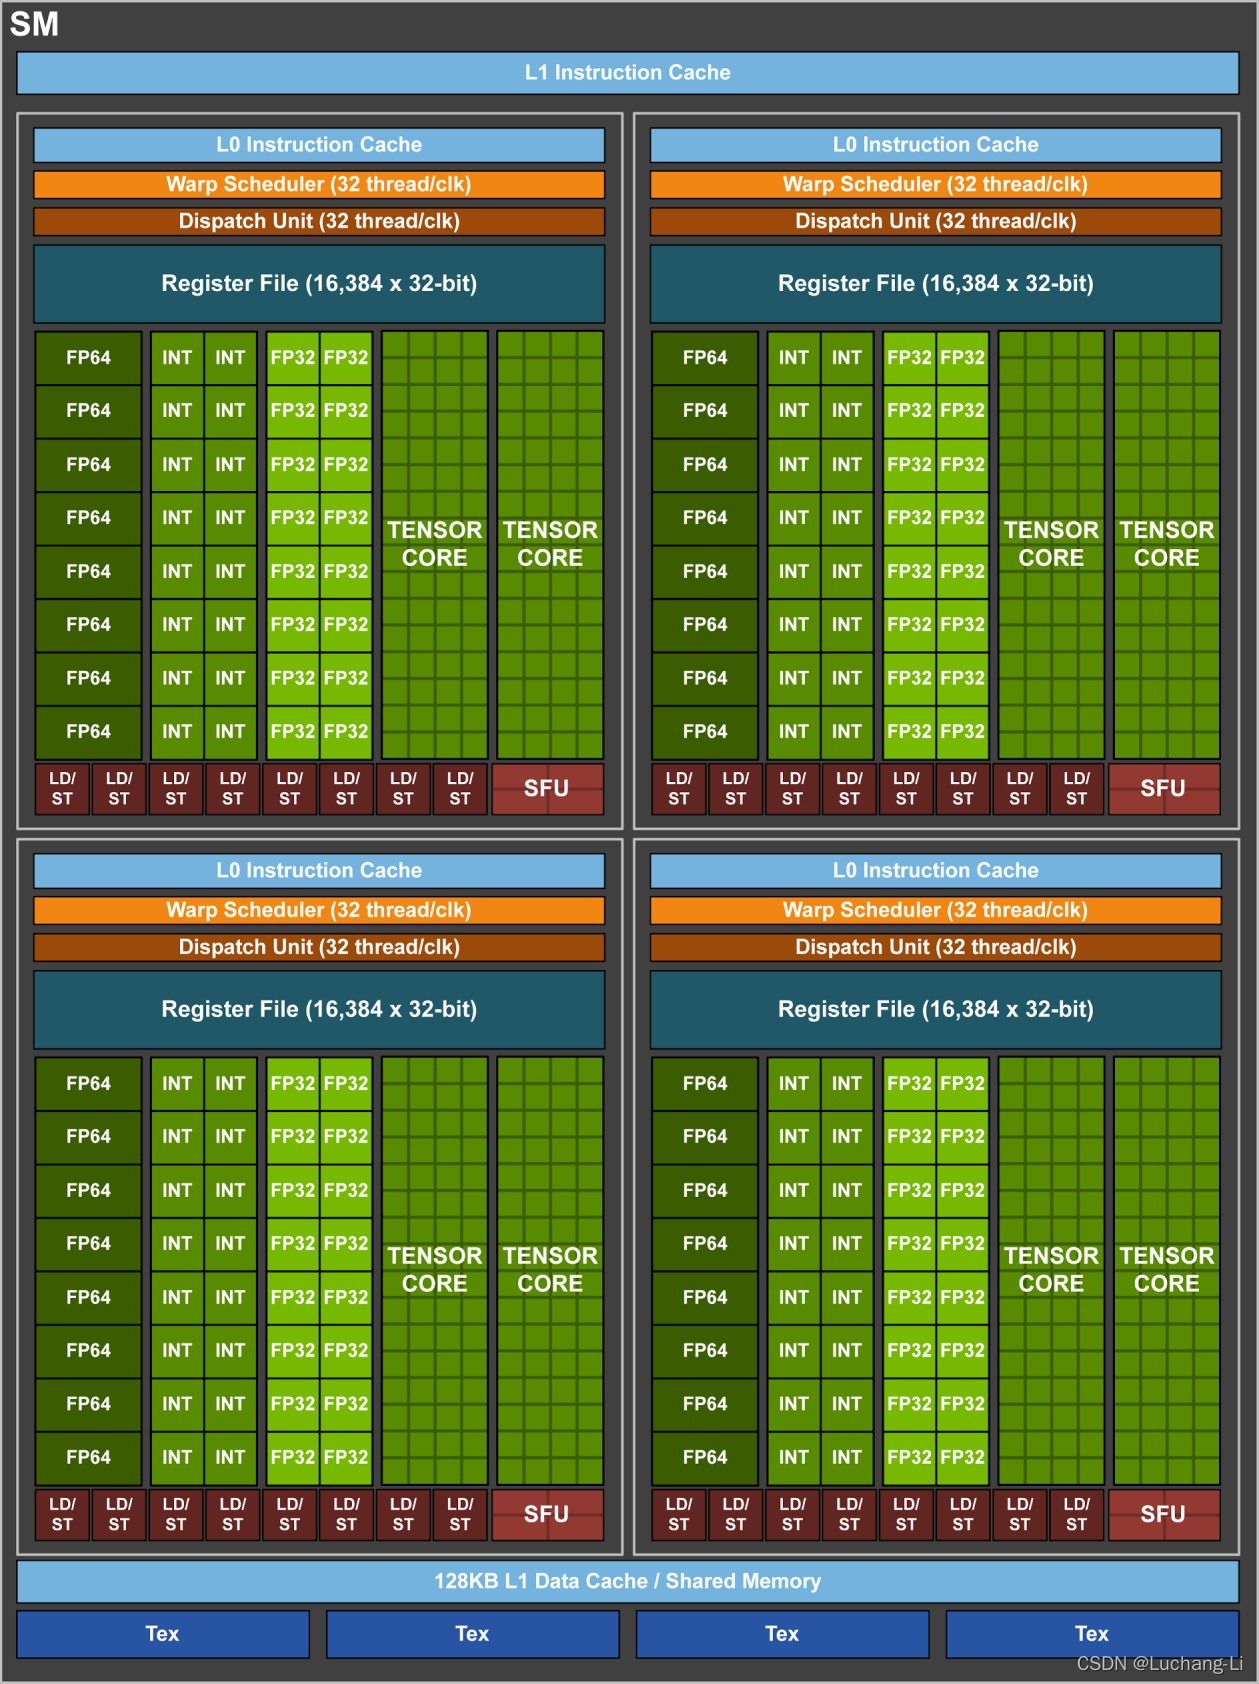 SM
L1 Instruction Cache
L0 Instruction Cache
Warp Scheduler (32 thread/clk)
Dispatch Unit (32 thread/clk)
Register File (16,384 x 32-bit)
FP64 INT INT FP32 FP32
FP64 INT INT FP32 FP32
FP64 INT INT FP32 FP32
FP64 INT INT FP32 FP32
FP64 INT INT FP32 FP32
FP64 INT INT FP32 FP32
FP64 INT INT FP32 FP32
FP64 INT INT FP32 FP32
TENSOR TENSOR
CORE CORE
LD/ LD/ LD/ LD/ LD/ LD/ LD/ LD/
ST ST ST ST ST ST ST ST
SFU
L0 Instruction Cache
Warp Scheduler (32 thread/clk)
Dispatch Unit (32 thread/clk)
Register File (16,384 x 32-bit)
FP64 INT INT FP32 FP32
FP64 INT INT FP32 FP32
FP64 INT INT FP32 FP32
FP64 INT INT FP32 FP32
FP64 INT INT FP32 FP32
FP64 INT INT FP32 FP32
FP64 INT INT FP32 FP32
FP64 INT INT FP32 FP32
TENSOR TENSOR
CORE CORE
LD/ LD/ LD/ LD/ LD/ LD/ LD/ LD/
ST ST ST ST ST ST ST ST
SFU
L0 Instruction Cache
Warp Scheduler (32 thread/clk)
Dispatch Unit (32 thread/clk)
Register File (16,384 x 32-bit)
FP64 INT INT FP32 FP32
FP64 INT INT FP32 FP32
FP64 INT INT FP32 FP32
FP64 INT INT FP32 FP32
FP64 INT INT FP32 FP32
FP64 INT INT FP32 FP32
FP64 INT INT FP32 FP32
FP64 INT INT FP32 FP32
TENSOR TENSOR
CORE CORE
LD/ LD/ LD/ LD/ LD/ LD/ LD/ LD/
ST ST ST ST ST ST ST ST
SFU
L0 Instruction Cache
Warp Scheduler (32 thread/clk)
Dispatch Unit (32 thread/clk)
Register File (16,384 x 32-bit)
FP64 INT INT FP32 FP32
FP64 INT INT FP32 FP32
FP64 INT INT FP32 FP32
FP64 INT INT FP32 FP32
FP64 INT INT FP32 FP32
FP64 INT INT FP32 FP32
FP64 INT INT FP32 FP32
FP64 INT INT FP32 FP32
TENSOR TENSOR
CORE CORE
LD/ LD/ LD/ LD/ LD/ LD/ LD/ LD/
ST ST ST ST ST ST ST ST
SFU
128KB L1 Data Cache / Shared Memory
Tex Tex Tex Tex
CSDN @Luchang-Li